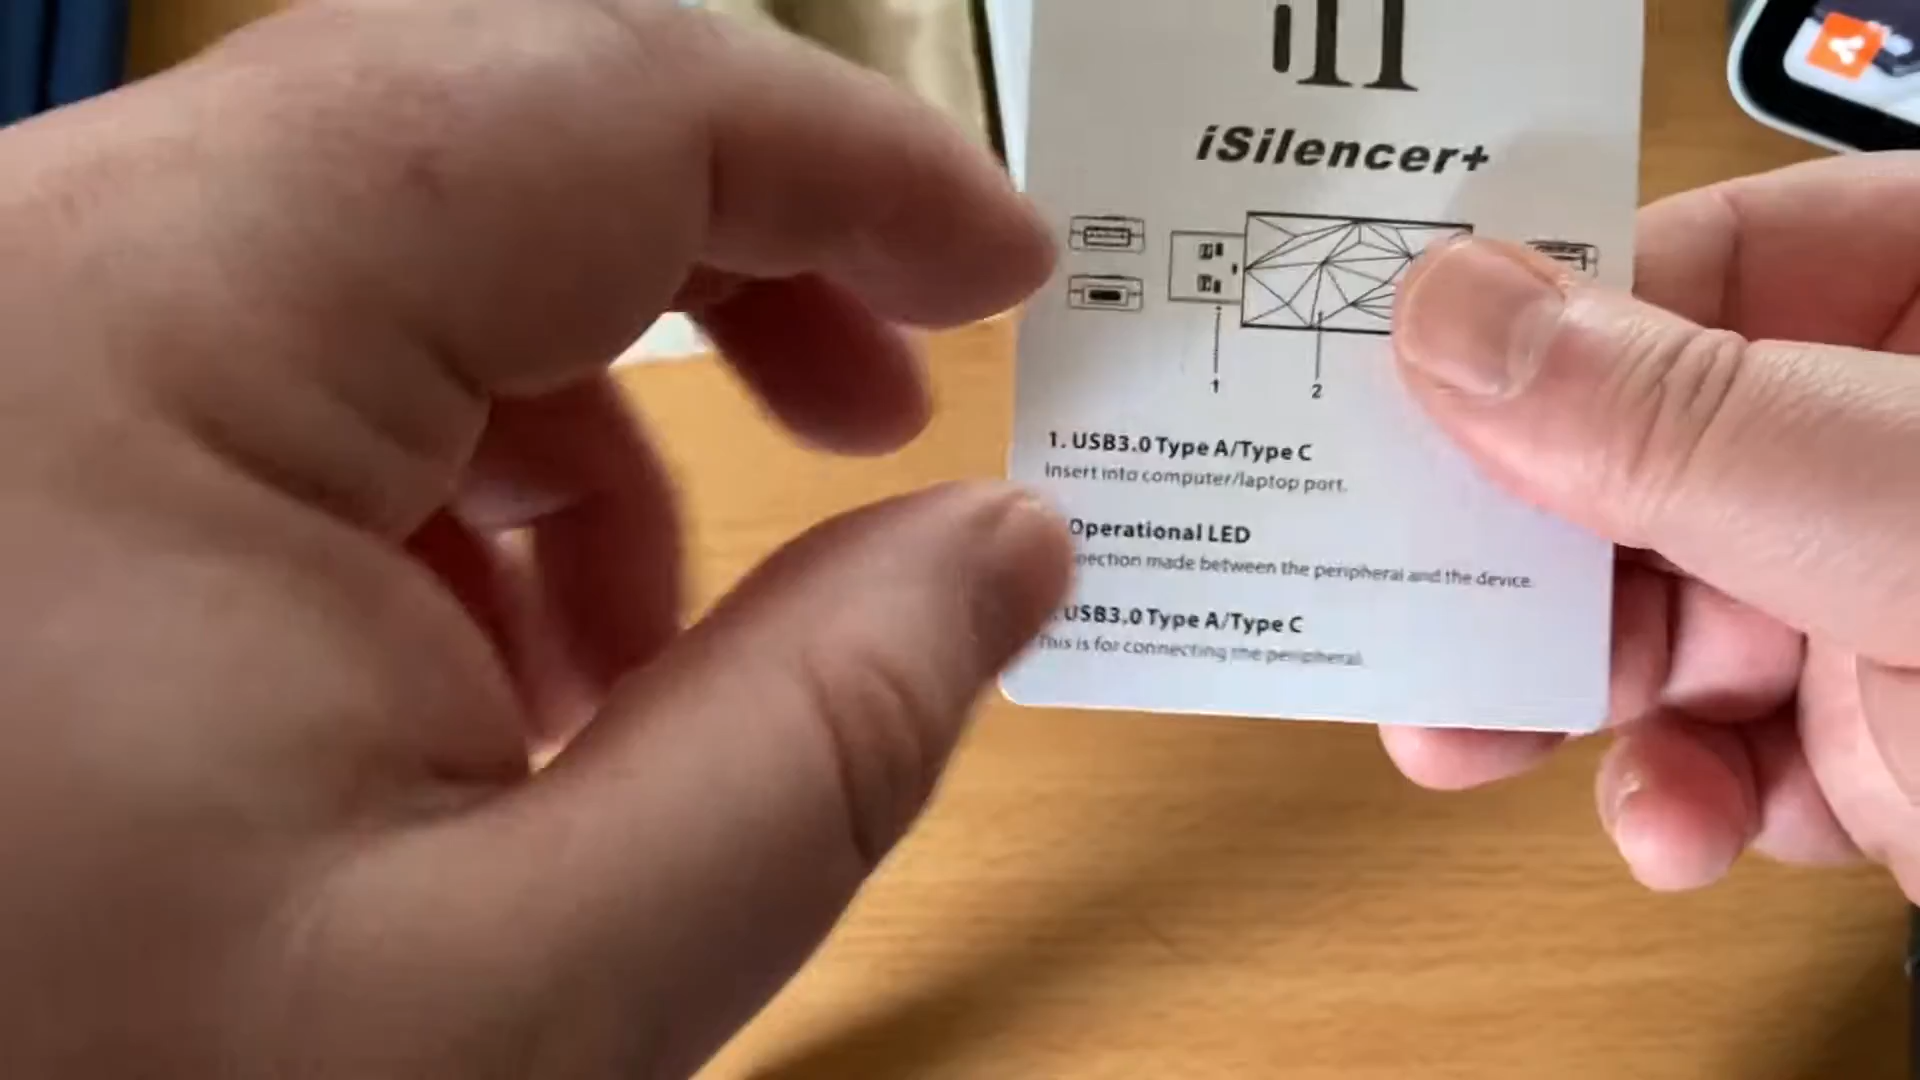 iSilencer+
1
2
1. USB3.0 Type A/Type C
Insert into computer/laptop port.
Operational LED
made between the peripheral and the device.
USB3.0 Type A/Type C
This is for connecting the peripheral.